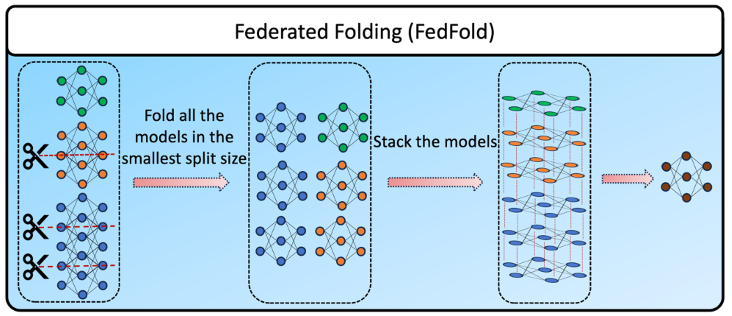 Federated Folding (FedFold)
Fold all the
models in the
smallest split size
Stack the models